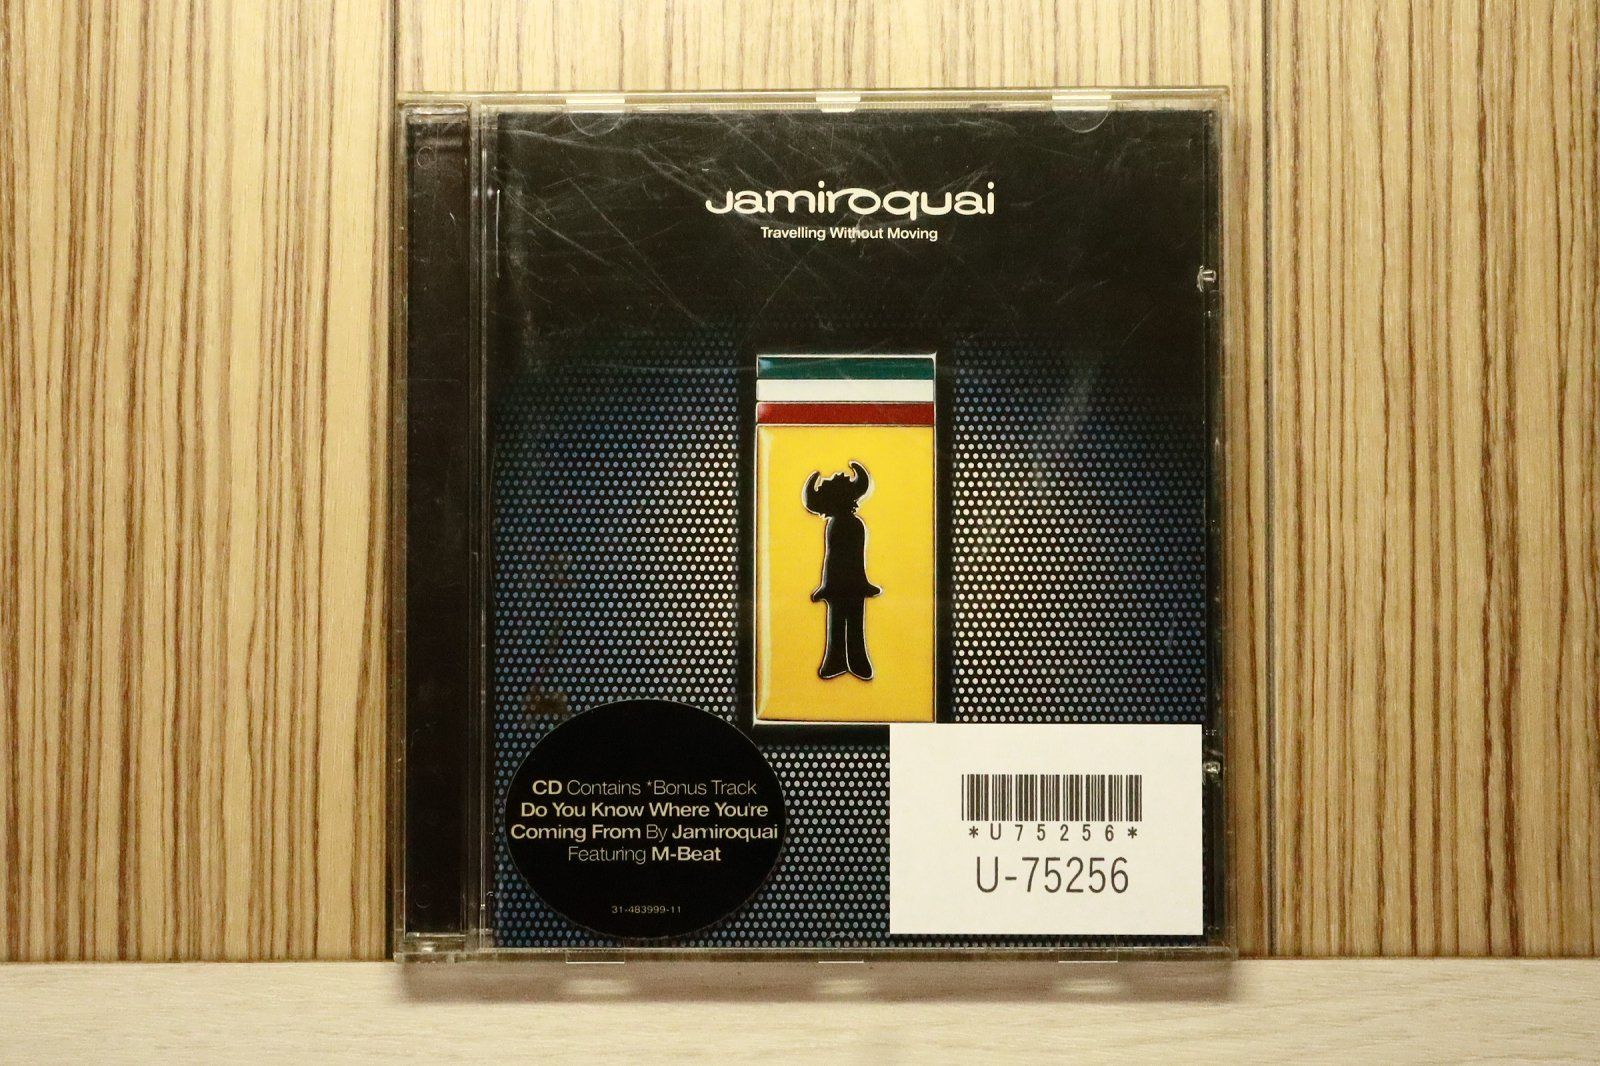 Jamiroquai
Travelling Without Moving
CD Contains *Bonus Track
Do You Know Where You're
Coming From By Jamiroquai
Featuring M-Beat
31-483999-11
*U75256*
U-75256